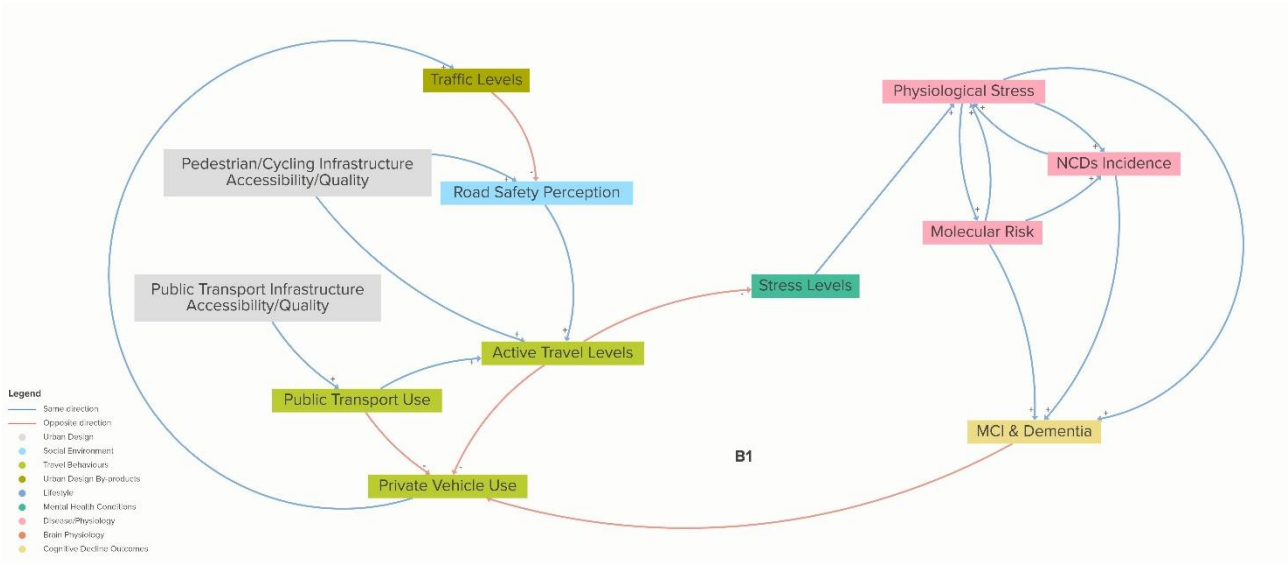 Traffic Levels
Physiological Stress
Pedestrian/Cycling Infrastructure
Accessibility/Quality
NCDs Incidence
Road Safety Perception
Molecular Risk
Public Transport Infrastructure
Accessibility/Quality
Stress Levels
Active Travel Levels
Public Transport Use
MCI & Dementia
B1
Private Vehicle Use
Legend
Same direction
Opposite direction
Urban Design
Social Environment
Travel Behaviours
Urban Design By-products
Lifestyle
Mental Health Conditions
Disease/Physiology
Brain Physiology
Cognitive Decline Outcomes